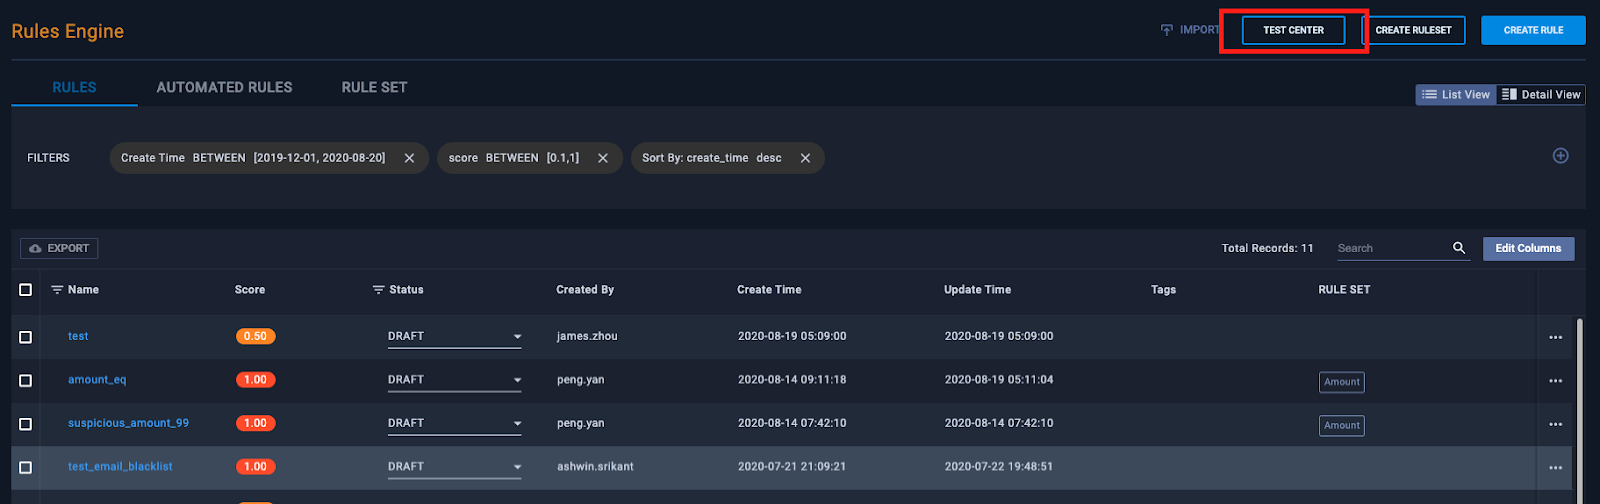 Rules Engine
IMPORT
TEST CENTER
CREATE RULESET
CREATE RULE
RULES
AUTOMATED RULES
RULE SET
List View
Detail View
FILTERS
Create Time BETWEEN [2019-12-01, 2020-08-20]
score BETWEEN [0.1,1]
Sort By: create_time desc
EXPORT
Total Records: 11
Search
Edit Columns
Name Score Status Created By Create Time Update Time Tags RULE SET
test 0.50 DRAFT james.zhou 2020-08-19 05:09:00 2020-08-19 05:09:00
amount_eq 1.00 DRAFT peng.yan 2020-08-14 09:11:18 2020-08-19 05:11:04 Amount
suspicious_amount_99 1.00 DRAFT peng.yan 2020-08-14 07:42:10 2020-08-14 07:42:10 Amount
test_email_blacklist 1.00 DRAFT ashwin.srikant 2020-07-21 21:09:21 2020-07-22 19:48:51